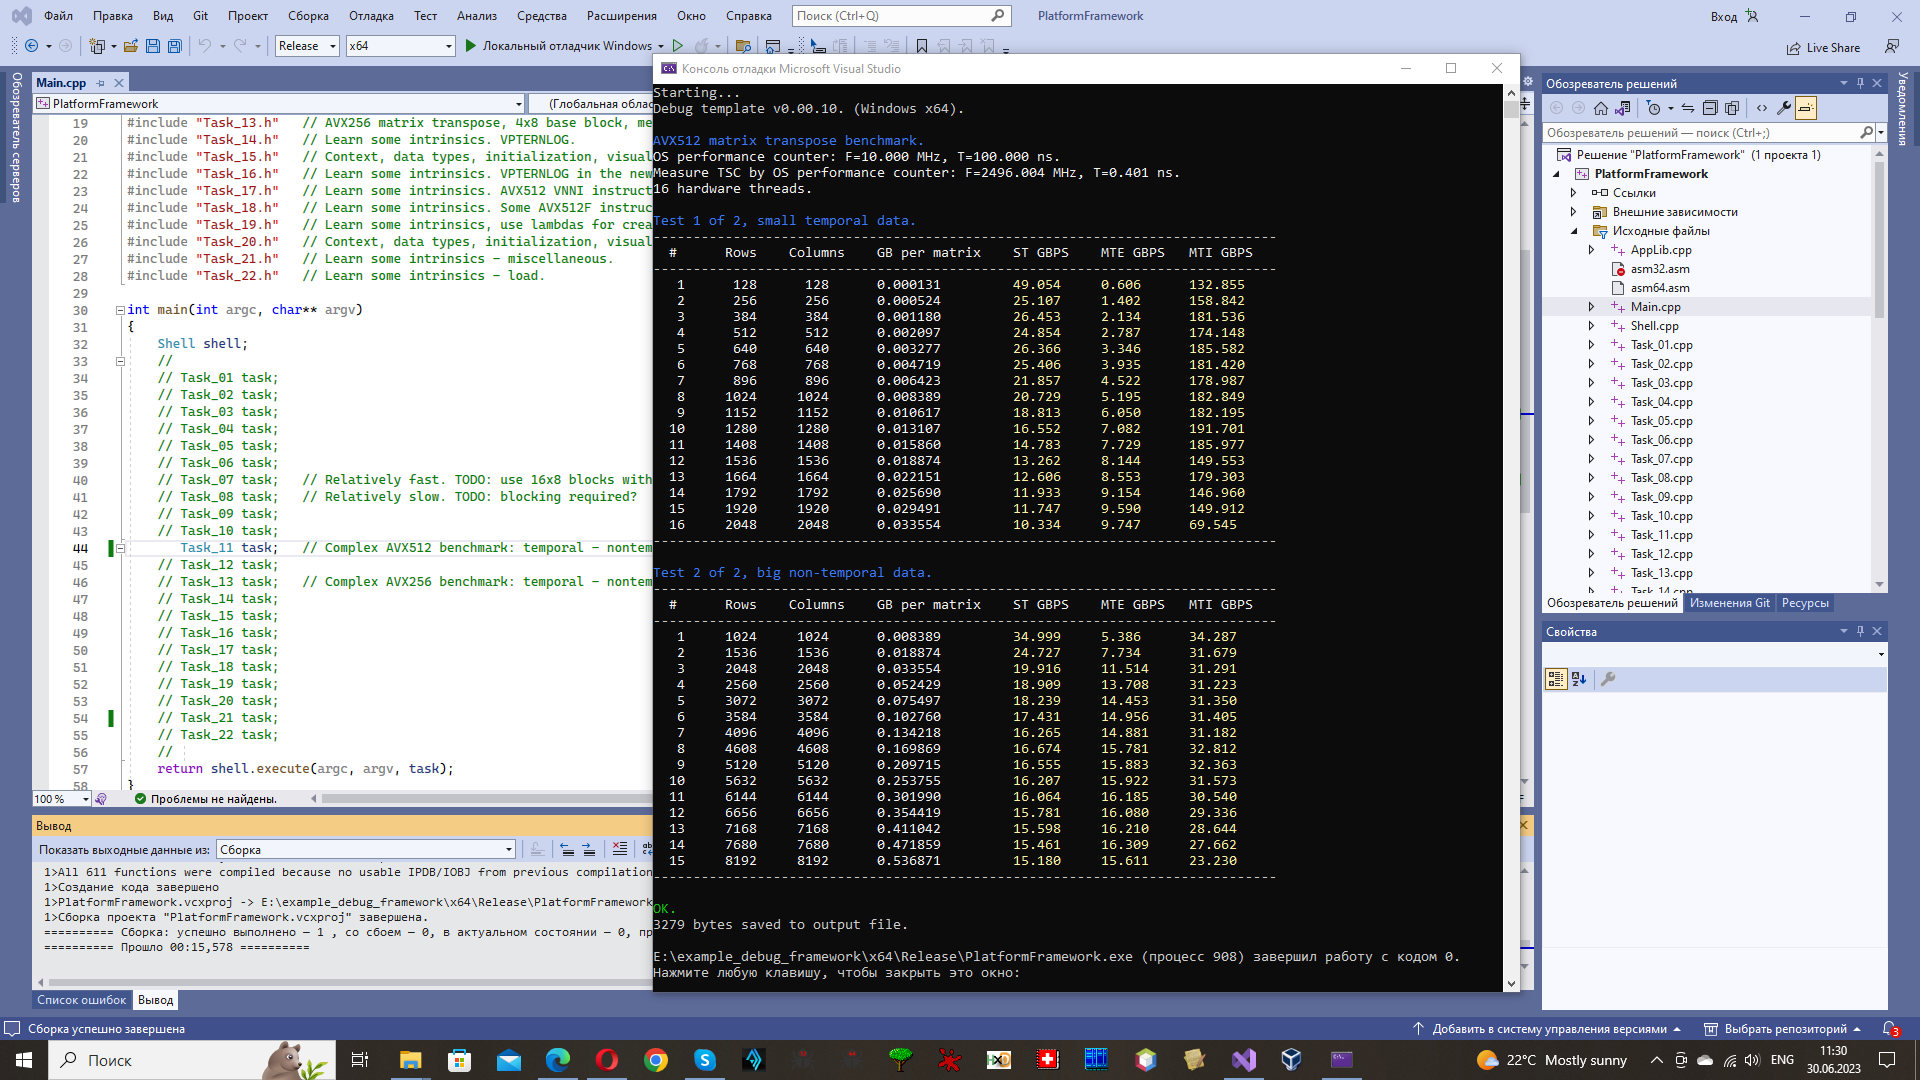 Файл Правка Вид Git Проект Сборка Отладка Тест Анализ Средства Расширения Окно Справка Поиск (Ctrl+Q) PlatformFramework Вход
Release x64 Локальный отладчик Windows Live Share
Обозреватель серверов
Main.cpp
PlatformFramework (Глобальная облас
19 #include "Task_13.h" // AVX256 matrix transpose, 4x8 base block, me
20 #include "Task_14.h" // Learn some intrinsics. VPTERNLOG.
21 #include "Task_15.h" // Context, data types, initialization, visual
22 #include "Task_16.h" // Learn some intrinsics. VPTERNLOG in the new
23 #include "Task_17.h" // Learn some intrinsics. AVX512 VNNI instruct
24 #include "Task_18.h" // Learn some intrinsics. Some AVX512F instruc
25 #include "Task_19.h" // Learn some intrinsics, use lambdas for crea
26 #include "Task_20.h" // Context, data types, initialization, visual
27 #include "Task_21.h" // Learn some intrinsics - miscellaneous.
28 #include "Task_22.h" // Learn some intrinsics - load.
29
30 int main(int argc, char** argv)
31 {
32 Shell shell;
33 //
34 // Task_01 task;
35 // Task_02 task;
36 // Task_03 task;
37 // Task_04 task;
38 // Task_05 task;
39 // Task_06 task;
40 // Task_07 task; // Relatively fast. TODO: use 16x8 blocks with
41 // Task_08 task; // Relatively slow. TODO: blocking required?
42 // Task_09 task;
43 // Task_10 task;
44 Task_11 task; // Complex AVX512 benchmark: temporal - nontem
45 // Task_12 task;
46 // Task_13 task; // Complex AVX256 benchmark: temporal - nontem
47 // Task_14 task;
48 // Task_15 task;
49 // Task_16 task;
50 // Task_17 task;
51 // Task_18 task;
52 // Task_19 task;
53 // Task_20 task;
54 // Task_21 task;
55 // Task_22 task;
56 //
57 return shell.execute(argc, argv, task);
58 }
100 % Проблемы не найдены.
Вывод
Показать выходные данные из: Сборка
1>All 611 functions were compiled because no usable IPDB/IOBJ from previous compilation
1>Создание кода завершено
1>PlatformFramework.vcxproj -> E:\example_debug_framework\x64\Release\PlatformFramework
1>Сборка проекта "PlatformFramework.vcxproj" завершена.
========== Сборка: успешно выполнено — 1 , со сбоем — 0, в актуальном состоянии — 0, пр
========== Прошло 00:15,578 ==========
Список ошибок Вывод
Консоль отладки Microsoft Visual Studio
Starting...
Debug template v0.00.10. (Windows x64).
AVX512 matrix transpose benchmark.
OS performance counter: F=10.000 MHz, T=100.000 ns.
Measure TSC by OS performance counter: F=2496.004 MHz, T=0.401 ns.
16 hardware threads.
Test 1 of 2, small temporal data.
# Rows Columns GB per matrix ST GBPS MTE GBPS MTI GBPS
1 128 128 0.000131 49.054 0.606 132.855
2 256 256 0.000524 25.107 1.402 158.842
3 384 384 0.001180 26.453 2.134 181.536
4 512 512 0.002097 24.854 2.787 174.148
5 640 640 0.003277 26.366 3.346 185.582
6 768 768 0.004719 25.406 3.935 181.420
7 896 896 0.006423 21.857 4.522 178.987
8 1024 1024 0.008389 20.729 5.195 182.849
9 1152 1152 0.010617 18.813 6.050 182.195
10 1280 1280 0.013107 16.552 7.082 191.701
11 1408 1408 0.015860 14.783 7.729 185.977
12 1536 1536 0.018874 13.262 8.144 149.553
13 1664 1664 0.022151 12.606 8.553 179.303
14 1792 1792 0.025690 11.933 9.154 146.960
15 1920 1920 0.029491 11.747 9.590 149.912
16 2048 2048 0.033554 10.334 9.747 69.545
Test 2 of 2, big non-temporal data.
# Rows Columns GB per matrix ST GBPS MTE GBPS MTI GBPS
1 1024 1024 0.008389 34.999 5.386 34.287
2 1536 1536 0.018874 24.727 7.734 31.679
3 2048 2048 0.033554 19.916 11.514 31.291
4 2560 2560 0.052429 18.909 13.708 31.223
5 3072 3072 0.075497 18.239 14.453 31.350
6 3584 3584 0.102760 17.431 14.956 31.405
7 4096 4096 0.134218 16.265 14.881 31.182
8 4608 4608 0.169869 16.674 15.781 32.812
9 5120 5120 0.209715 16.555 15.883 32.363
10 5632 5632 0.253755 16.207 15.922 31.573
11 6144 6144 0.301990 16.064 16.185 30.540
12 6656 6656 0.354419 15.781 16.080 29.336
13 7168 7168 0.411042 15.598 16.210 28.644
14 7680 7680 0.471859 15.461 16.309 27.662
15 8192 8192 0.536871 15.180 15.611 23.230
OK.
3279 bytes saved to output file.
E:\example_debug_framework\x64\Release\PlatformFramework.exe (процесс 908) завершил работу с кодом 0.
Нажмите любую клавишу, чтобы закрыть это окно:
Обозреватель решений
Обозреватель решений — поиск (Ctrl+;)
Решение "PlatformFramework" (1 проекта 1)
PlatformFramework
Ссылки
Внешние зависимости
Исходные файлы
AppLib.cpp
asm32.asm
asm64.asm
Main.cpp
Shell.cpp
Task_01.cpp
Task_02.cpp
Task_03.cpp
Task_04.cpp
Task_05.cpp
Task_06.cpp
Task_07.cpp
Task_08.cpp
Task_09.cpp
Task_10.cpp
Task_11.cpp
Task_12.cpp
Task_13.cpp
Task_14.cpp
Обозреватель решений Изменения Git Ресурсы
Свойства
Уведомления
Сборка успешно завершена Добавить в систему управления версиями Выбрать репозиторий 3
Поиск 22°C Mostly sunny ENG 11:30
30.06.2023